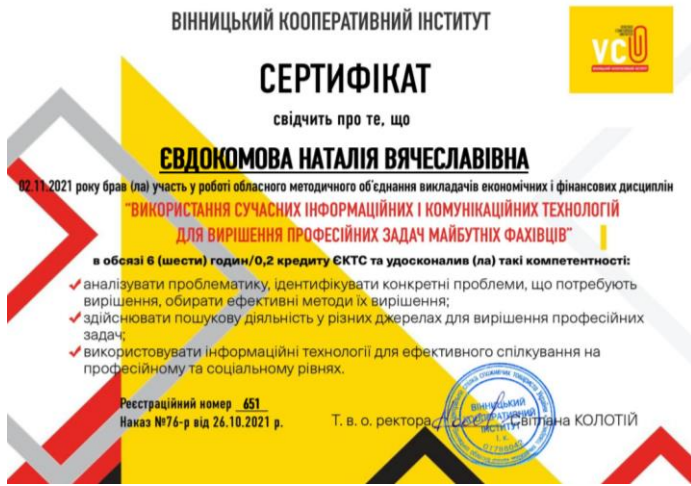 ВІННИЦЬКИЙ КООПЕРАТИВНИЙ ІНСТИТУТ
VCU
СЕРТИФІКАТ
свідчить про те, що
ЄВДОКОМОВА НАТАЛІЯ ВЯЧЕСЛАВІВНА
02.11.2021 року брав (ла) участь у роботі обласного методичного об'єднання викладачів економічних і фінансових дисциплін
"ВИКОРИСТАННЯ СУЧАСНИХ ІНФОРМАЦІЙНИХ І КОМУНІКАЦІЙНИХ ТЕХНОЛОГІЙ
ДЛЯ ВИРІШЕННЯ ПРОФЕСІЙНИХ ЗАДАЧ МАЙБУТНІХ ФАХІВЦІВ"
в обсязі 6 (шести) годин/0,2 кредиту ЄКТС та удосконалив (ла) такі компетентності:
аналізувати проблематику, ідентифікувати конкретні проблеми, що потребують
вирішення, обирати ефективні методи їх вирішення;
здійснювати пошукову діяльність у різних джерелах для вирішення професійних
задач;
використовувати інформаційні технології для ефективного спілкування на
професійному та соціальному рівнях.
Реєстраційний номер 651
Наказ №76-р від 26.10.2021 р.
Т. в. о. ректора Світлана КОЛОТІЙ
ВІННИЦЬКИЙ
КООПЕРАТИВНИЙ
ІНСТИТУТ